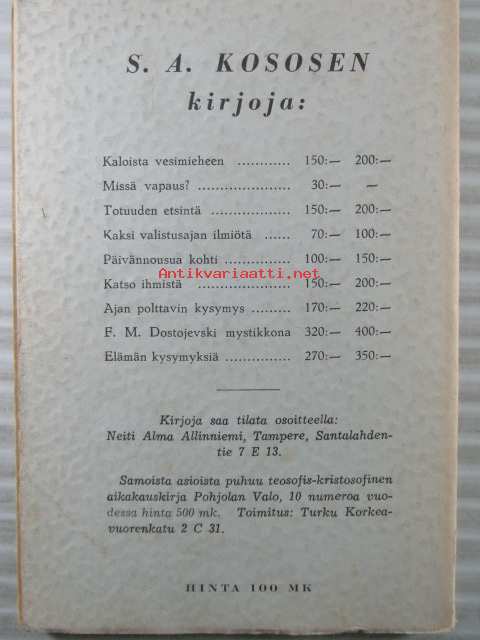 S. A. KOSOSEN
kirjoja:
Kaloista vesimieheen ............ 150:— 200:—
Missä vapaus? ..................... 30:— —
Totuuden etsintä ................. 150:— 200:—
Kaksi valistusajan ilmiötä ...... 70:— 100:—
Päivännousua kohti ............... 100:— 150:—
Antikvariaatti.net
Katso ihmistä ..................... 150:— 200:—
Ajan polttavin kysymys ......... 170:— 220:—
F. M. Dostojevski mystikkona 320:— 400:—
Elämän kysymyksiä ............... 270:— 350:—
Kirjoja saa tilata osoitteella:
Neiti Alma Allinniemi, Tampere, Santalahden-
tie 7 E 13.
Samoista asioista puhuu teosofis-kristosofinen
aikakauskirja Pohjolan Valo, 10 numeroa vuo-
dessa hinta 500 mk. Toimitus: Turku Korkea-
vuorenkatu 2 C 31.
HINTA 100 MK